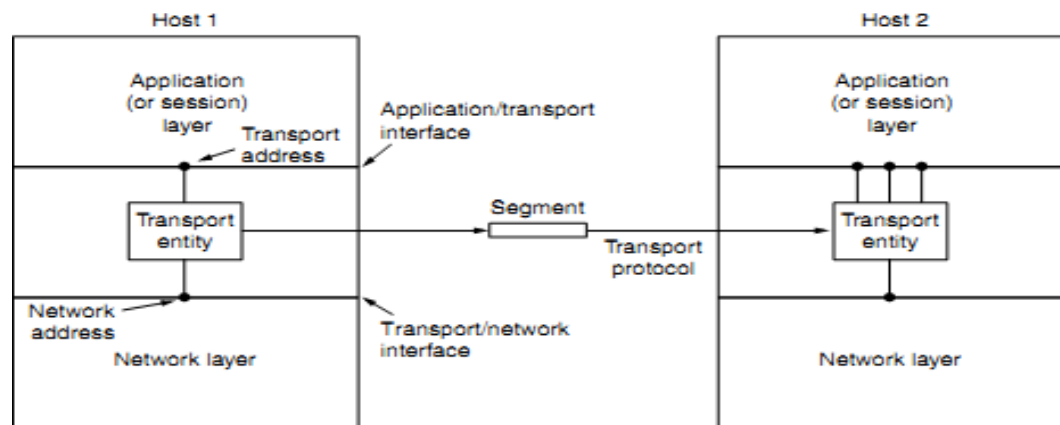 Host 1
Host 2
Application
(or session)
layer
Transport
address
Application/transport
interface
Application
(or session)
layer
Transport
entity
Segment
Transport
protocol
Transport
entity
Network
address
Transport/network
interface
Network layer
Network layer